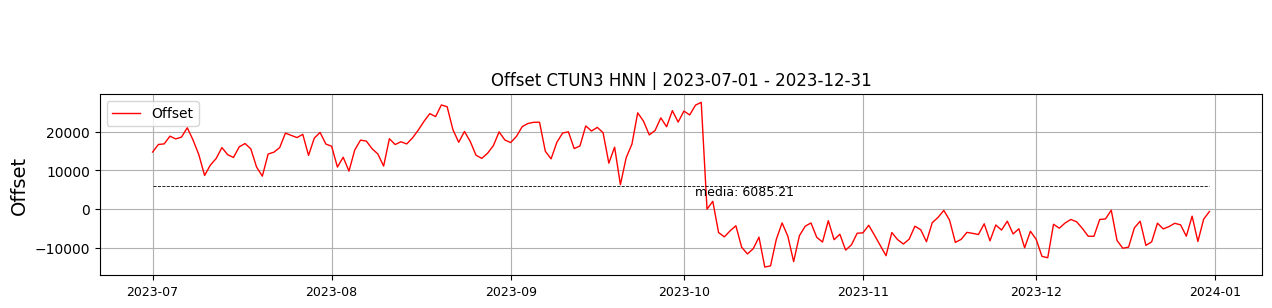 Offset CTUN3 HNN | 2023-07-01 - 2023-12-31
Offset
Offset
20000
10000
0
−10000
media: 6085.21
2023-07
2023-08
2023-09
2023-10
2023-11
2023-12
2024-01